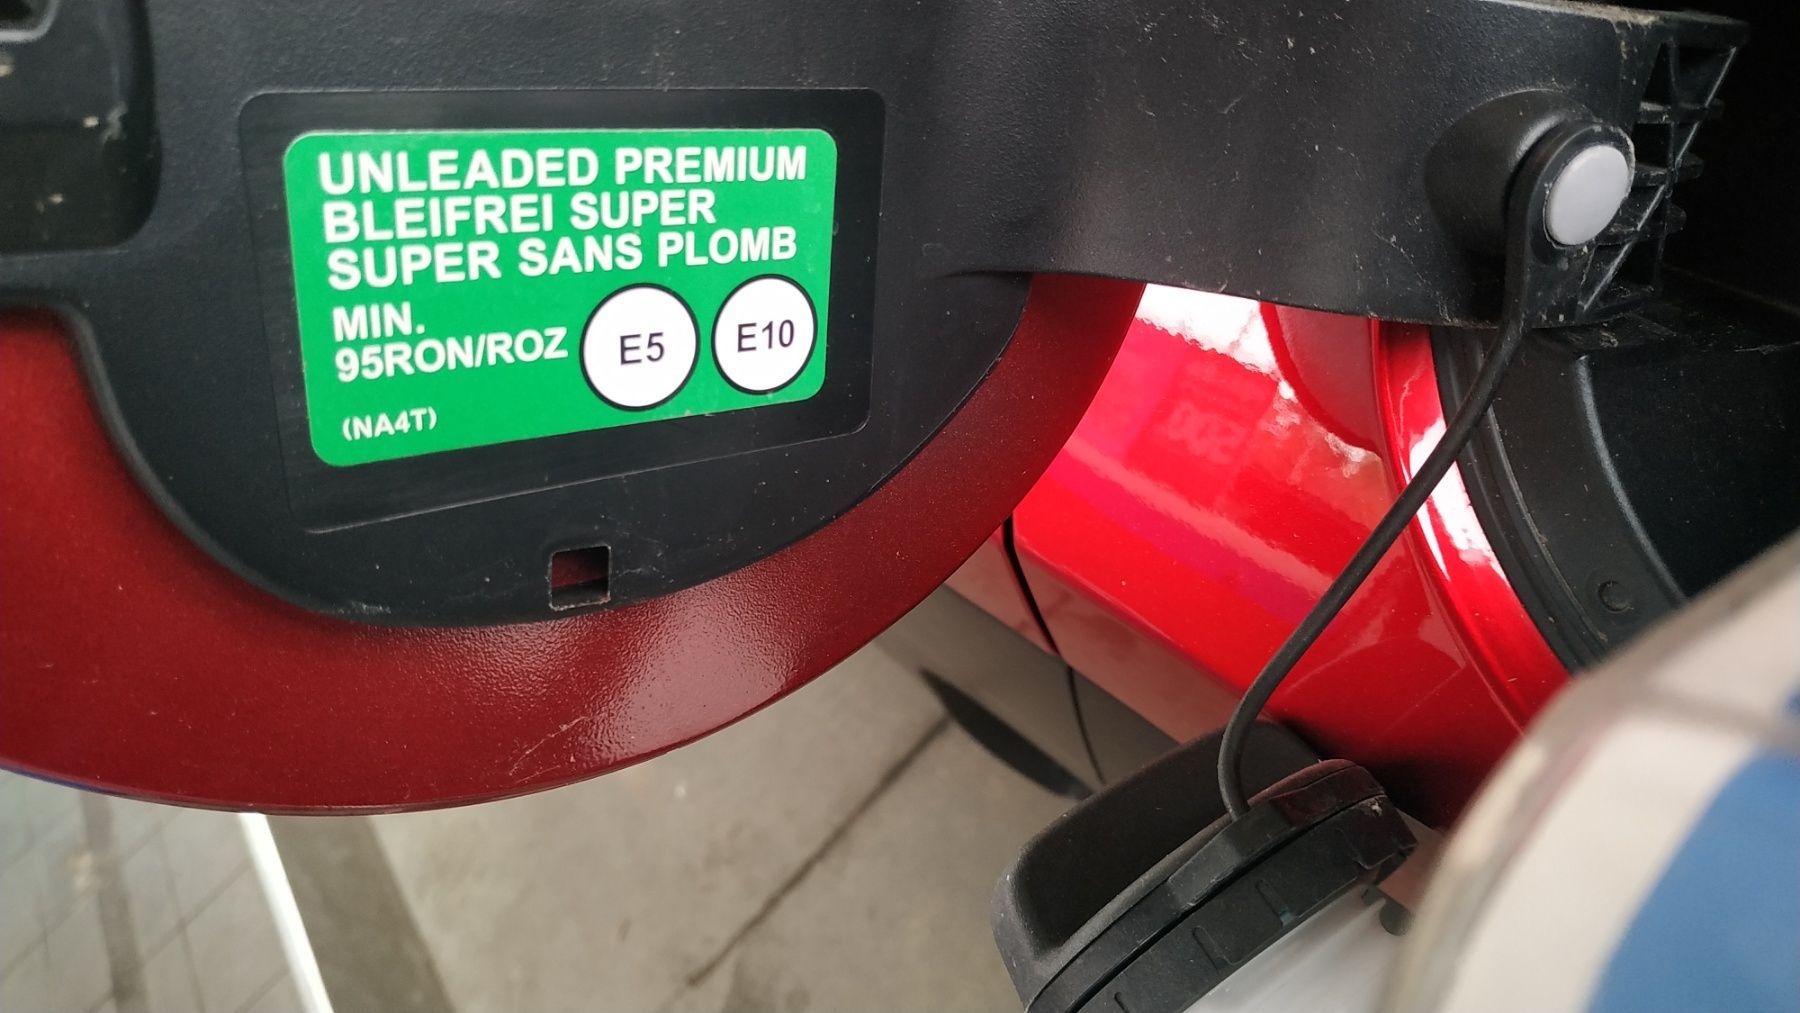 UNLEADED PREMIUM
BLEIFREI SUPER
SUPER SANS PLOMB
MIN.
95RON/ROZ
E5
E10
(NA4T)